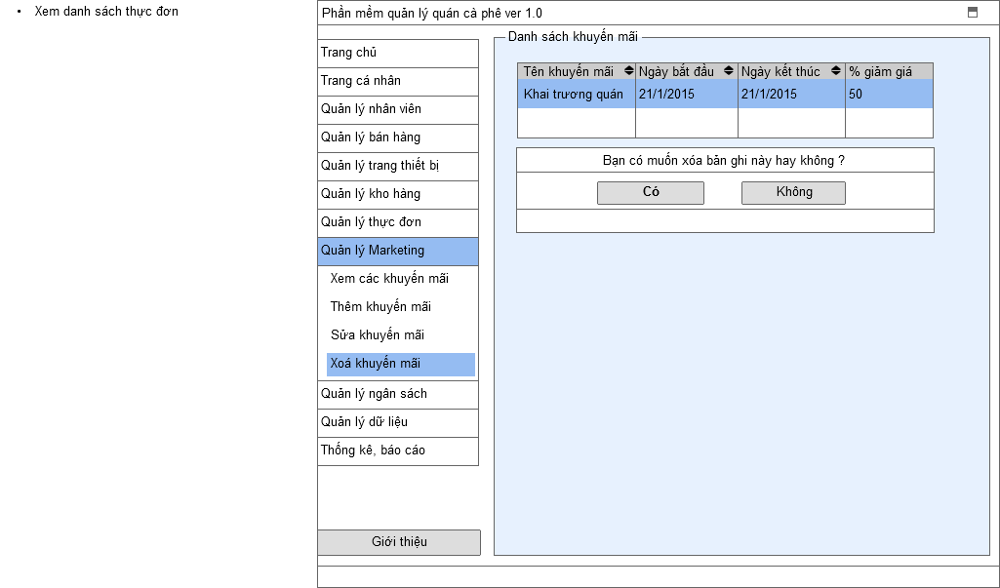 • Xem danh sách thực đơn
Phần mềm quản lý quán cà phê ver 1.0
Trang chủ
Trang cá nhân
Quản lý nhân viên
Quản lý bán hàng
Quản lý trang thiết bị
Quản lý kho hàng
Quản lý thực đơn
Quản lý Marketing
Xem các khuyến mãi
Thêm khuyến mãi
Sửa khuyến mãi
Xoá khuyến mãi
Quản lý ngân sách
Quản lý dữ liệu
Thống kê, báo cáo
Giới thiệu
Danh sách khuyến mãi
Tên khuyến mãi Ngày bắt đầu Ngày kết thúc % giảm giá
Khai trương quán 21/1/2015 21/1/2015 50
Bạn có muốn xóa bản ghi này hay không ?
Có Không